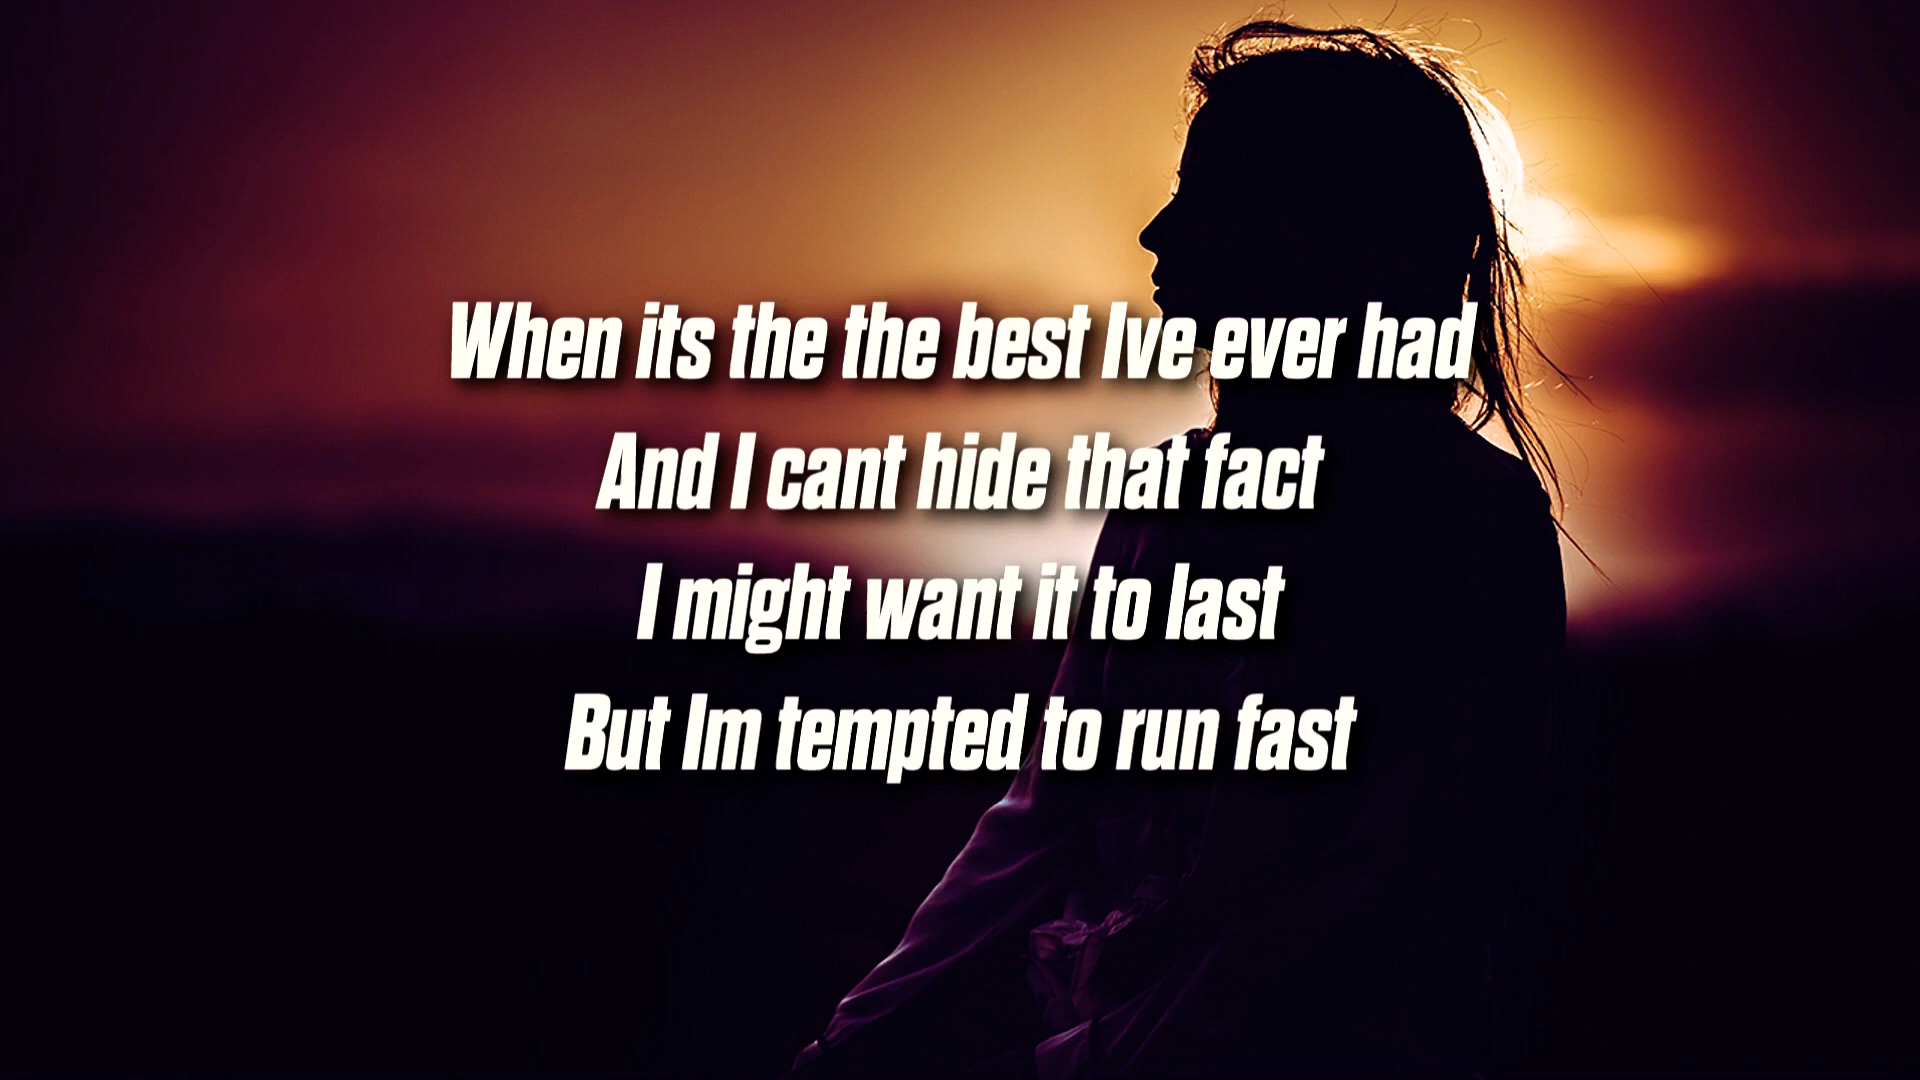 When its the the best Ive ever had
And I cant hide that fact
I might want it to last
But Im tempted to run fast